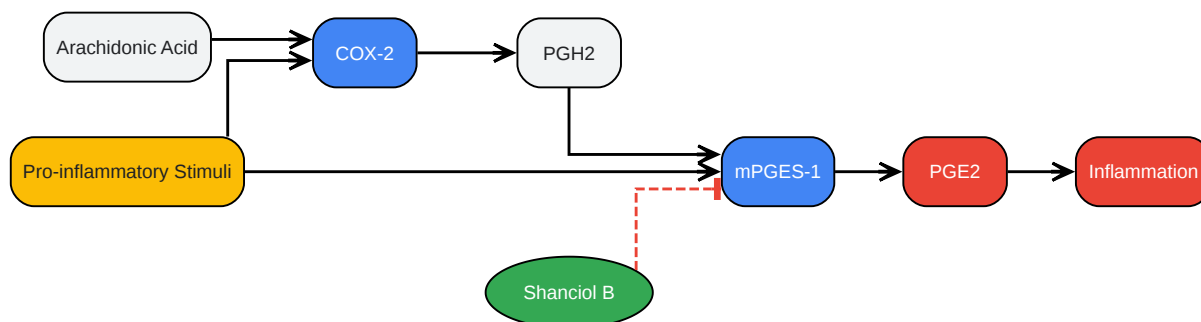 Arachidonic Acid
COX-2
PGH2
Pro-inflammatory Stimuli
mPGES-1
PGE2
Inflammation
Shanciol B